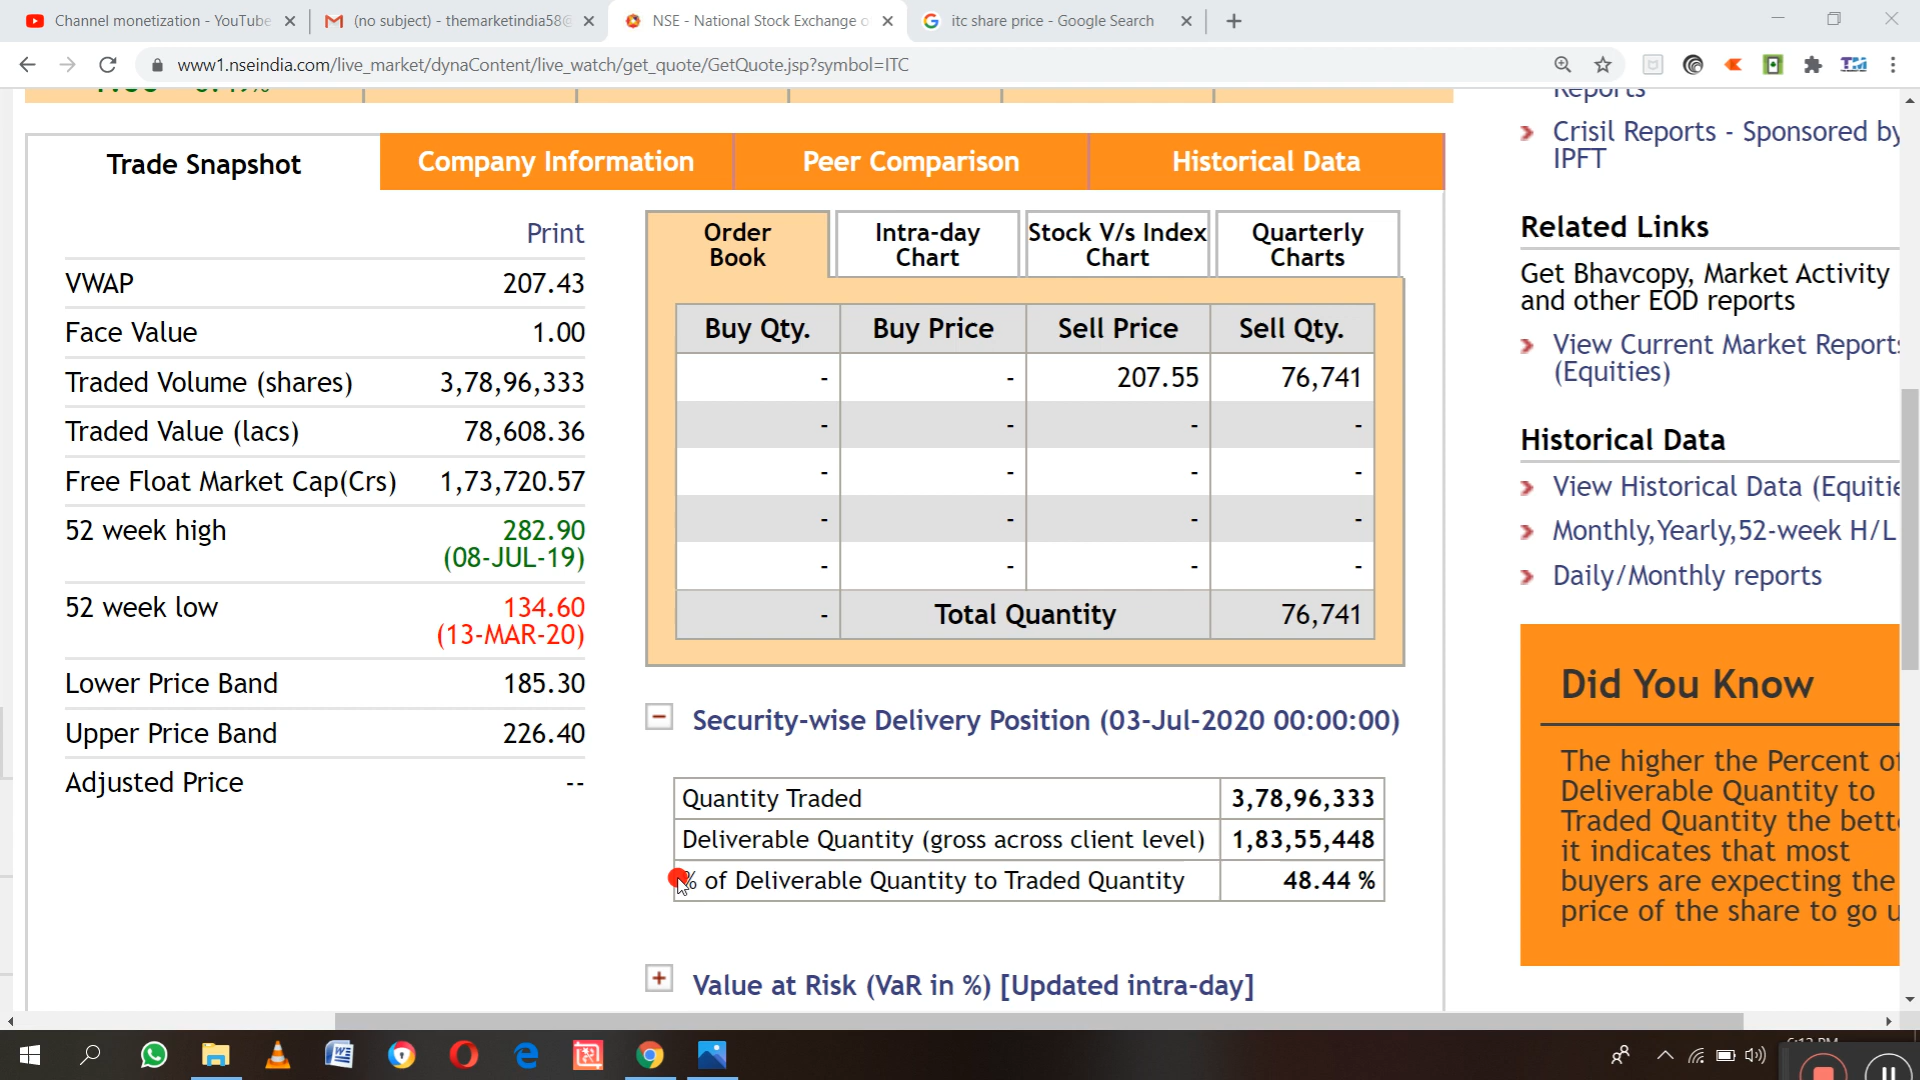 Channel monetization - YouTube
(no subject) - themarketindia58@
NSE - National Stock Exchange o
itc share price - Google Search
www1.nseindia.com/live_market/dynaContent/live_watch/get_quote/GetQuote.jsp?symbol=ITC
Trade Snapshot
Company Information
Peer Comparison
Historical Data
Print
VWAP 207.43
Face Value 1.00
Traded Volume (shares) 3,78,96,333
Traded Value (lacs) 78,608.36
Free Float Market Cap(Crs) 1,73,720.57
52 week high 282.90
(08-JUL-19)
52 week low 134.60
(13-MAR-20)
Lower Price Band 185.30
Upper Price Band 226.40
Adjusted Price --
Order
Book
Intra-day
Chart
Stock V/s Index
Chart
Quarterly
Charts
Buy Qty. Buy Price Sell Price Sell Qty.
- - 207.55 76,741
- - - -
- - - -
- - - -
- - - -
- Total Quantity 76,741
Security-wise Delivery Position (03-Jul-2020 00:00:00)
Quantity Traded 3,78,96,333
Deliverable Quantity (gross across client level) 1,83,55,448
% of Deliverable Quantity to Traded Quantity 48.44 %
Value at Risk (VaR in %) [Updated intra-day]
Reports
Crisil Reports - Sponsored by
IPFT
Related Links
Get Bhavcopy, Market Activity
and other EOD reports
View Current Market Reports
(Equities)
Historical Data
View Historical Data (Equitie
Monthly,Yearly,52-week H/L
Daily/Monthly reports
Did You Know
The higher the Percent of
Deliverable Quantity to
Traded Quantity the bette
it indicates that most
buyers are expecting the
price of the share to go u